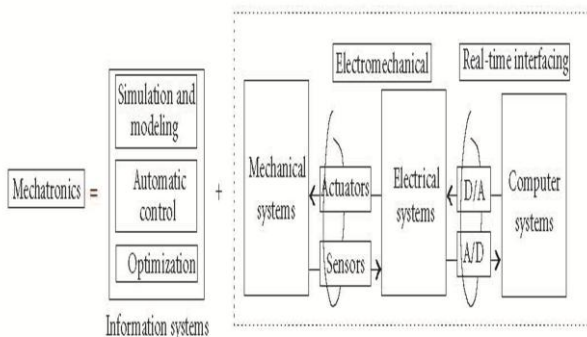 Mechatronics
=
Simulation and
modeling
Automatic
control
Optimization
Information systems
+
Electromechanical
Real-time interfacing
Mechanical
systems
Actuators
Sensors
Electrical
systems
D/A
A/D
Computer
systems